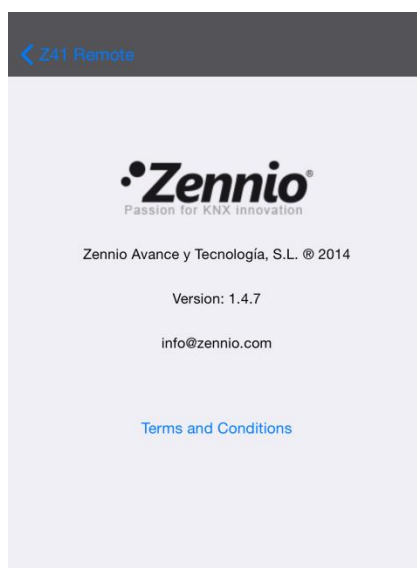 Z41 Remote
Zennio®
Passion for KNX innovation
Zennio Avance y Tecnología, S.L. ® 2014
Version: 1.4.7
info@zennio.com
Terms and Conditions